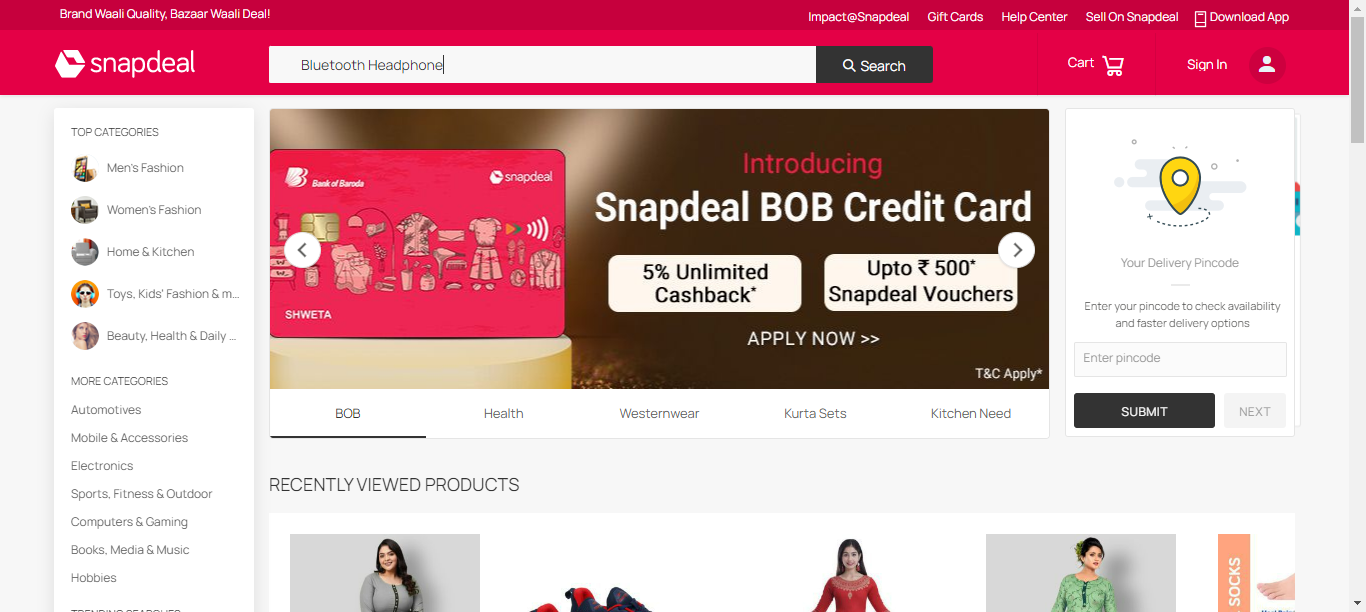 Brand Waali Quality, Bazaar Waali Deal!
Impact@Snapdeal
Gift Cards
Help Center
Sell On Snapdeal
Download App
snapdeal
Bluetooth Headphone
Search
Cart
Sign In
TOP CATEGORIES
Men's Fashion
Women's Fashion
Home & Kitchen
Toys, Kids' Fashion & m...
Beauty, Health & Daily ...
MORE CATEGORIES
Automotives
Mobile & Accessories
Electronics
Sports, Fitness & Outdoor
Computers & Gaming
Books, Media & Music
Hobbies
TRENDING SEARCHES
Bank of Baroda
snapdeal
SHWETA
Introducing
Snapdeal BOB Credit Card
5% Unlimited
Cashback*
Upto ₹ 500*
Snapdeal Vouchers
APPLY NOW >>
T&C Apply*
BOB
Health
Westernwear
Kurta Sets
Kitchen Need
Your Delivery Pincode
Enter your pincode to check availability
and faster delivery options
Enter pincode
SUBMIT
NEXT
RECENTLY VIEWED PRODUCTS
SOCKS